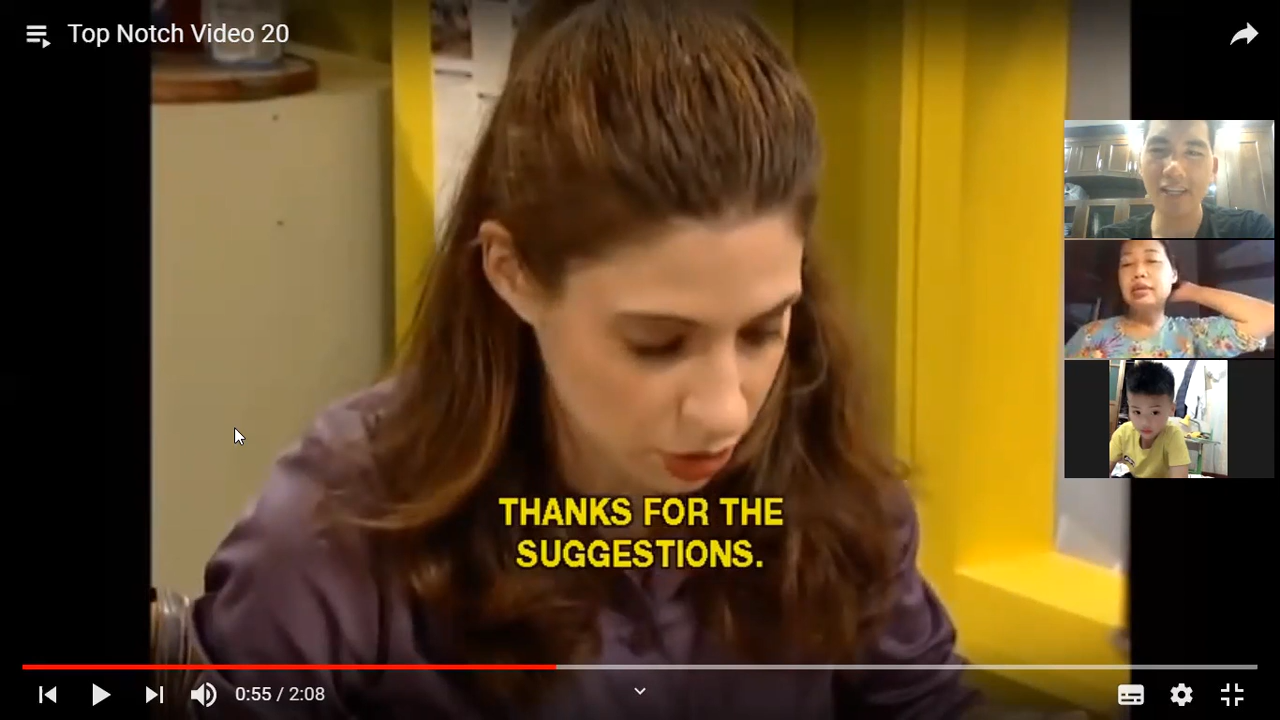 Top Notch Video 20
THANKS FOR THE
SUGGESTIONS.
0:55 / 2:08